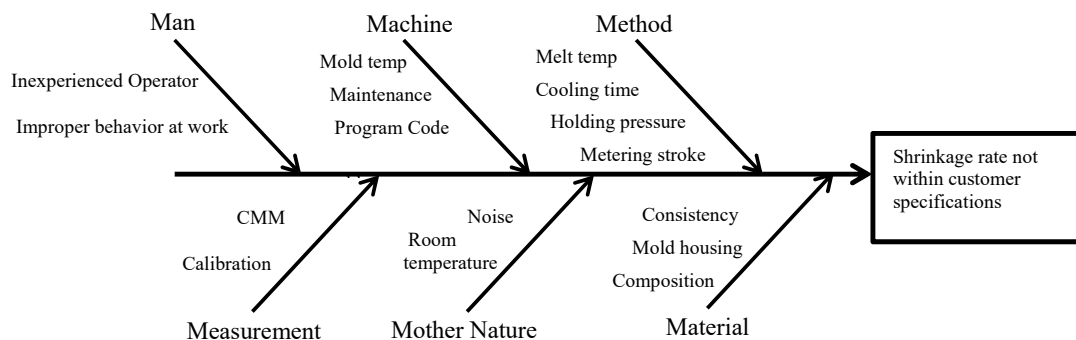 Man
Machine
Method
Inexperienced Operator
Improper behavior at work
Mold temp
Maintenance
Program Code
Melt temp
Cooling time
Holding pressure
Metering stroke
Shrinkage rate not
within customer
specifications
CMM
Calibration
Noise
Room
temperature
Consistency
Mold housing
Composition
Measurement
Mother Nature
Material